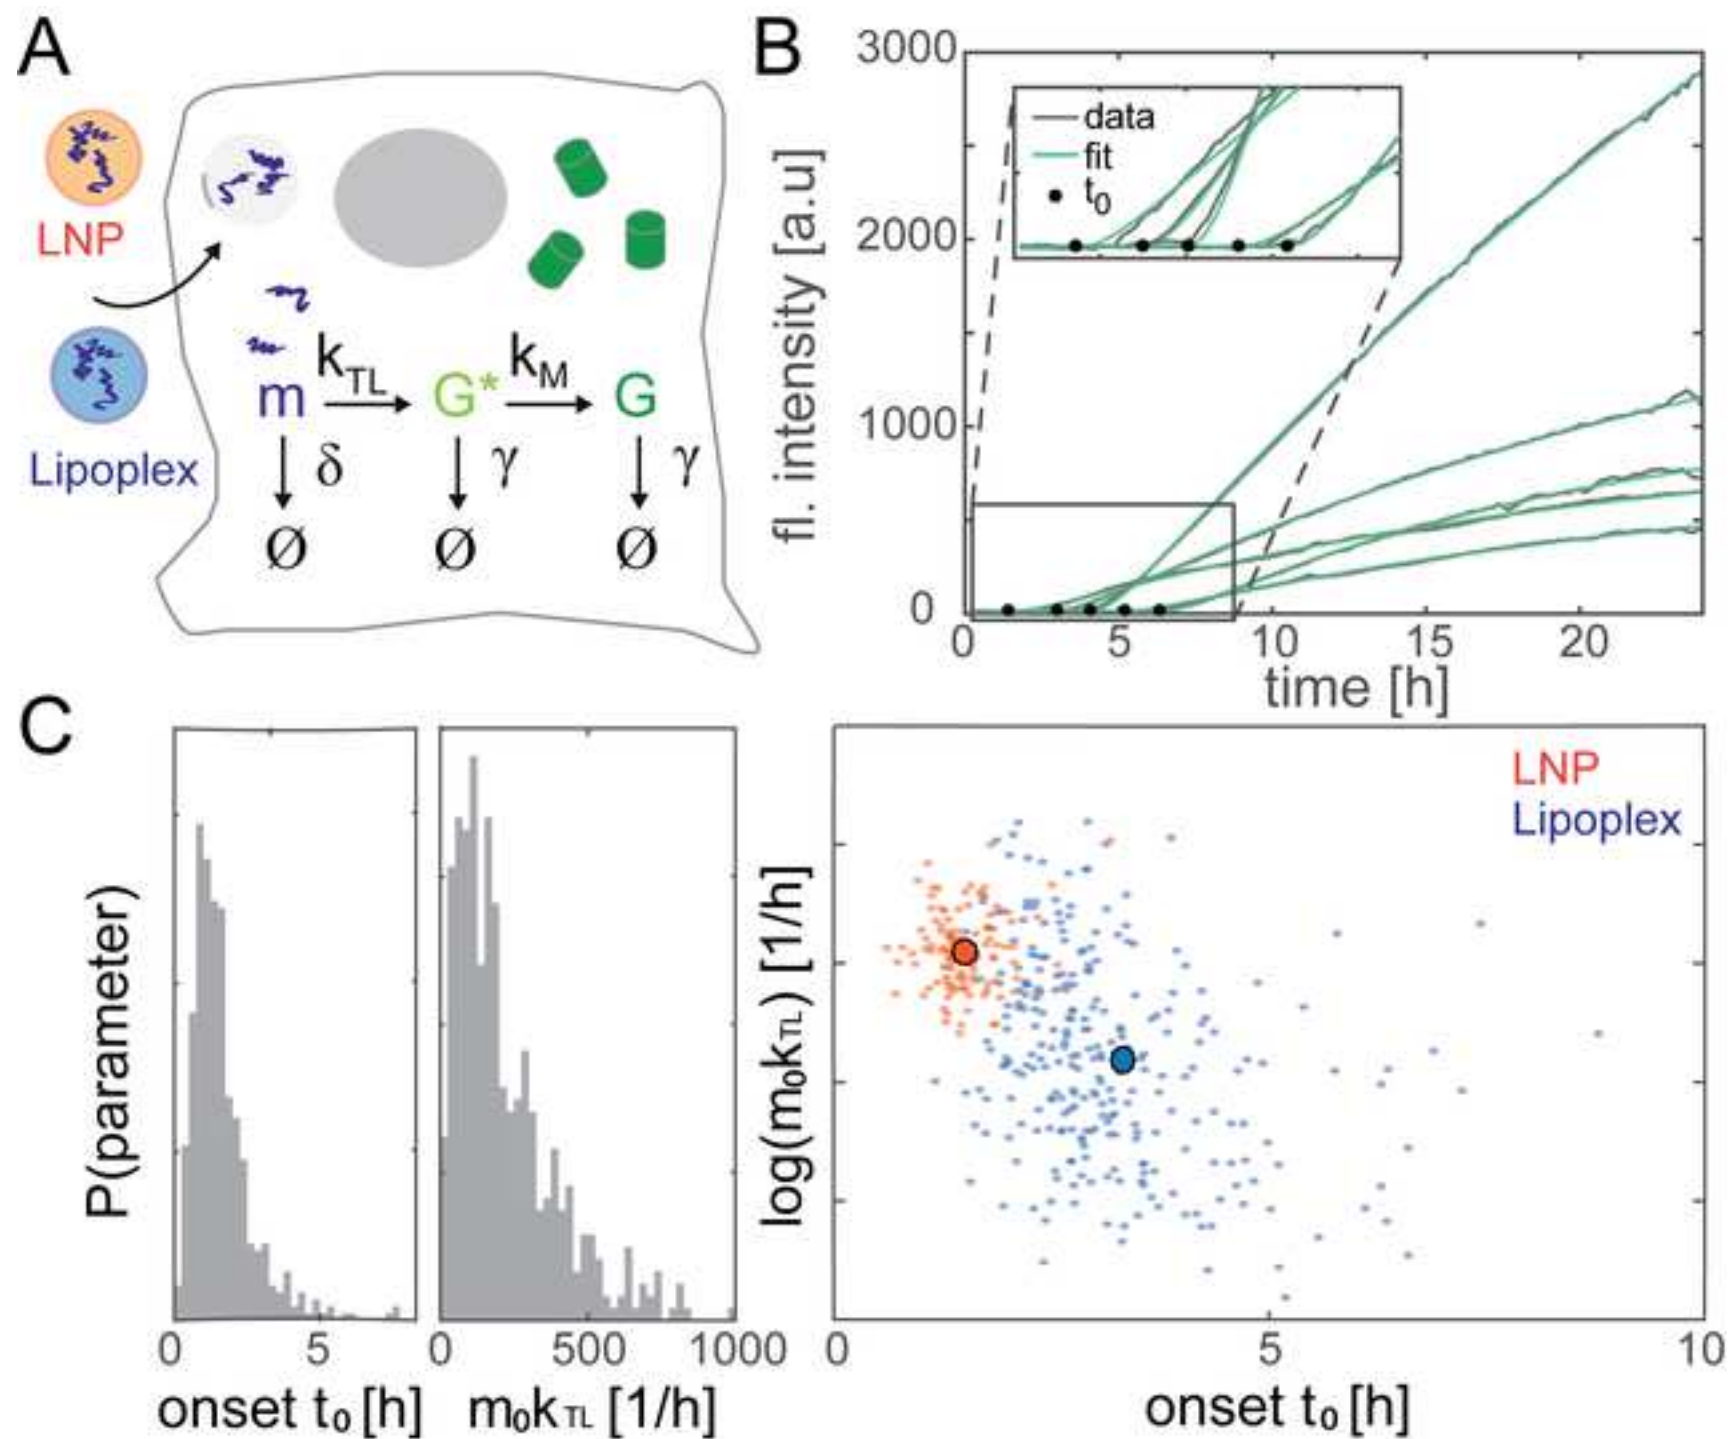 A
LNP
Lipoplex
m
k_TL
G*
k_M
G
δ
γ
γ
Ø
Ø
Ø
B
fl. intensity [a.u]
3000
2000
1000
0
data
fit
t₀
0
5
10
15
20
time [h]
C
P(parameter)
0
5
onset t₀ [h]
0
500
1000
m₀k_TL [1/h]
log(m₀k_TL) [1/h]
LNP
Lipoplex
0
5
10
onset t₀ [h]